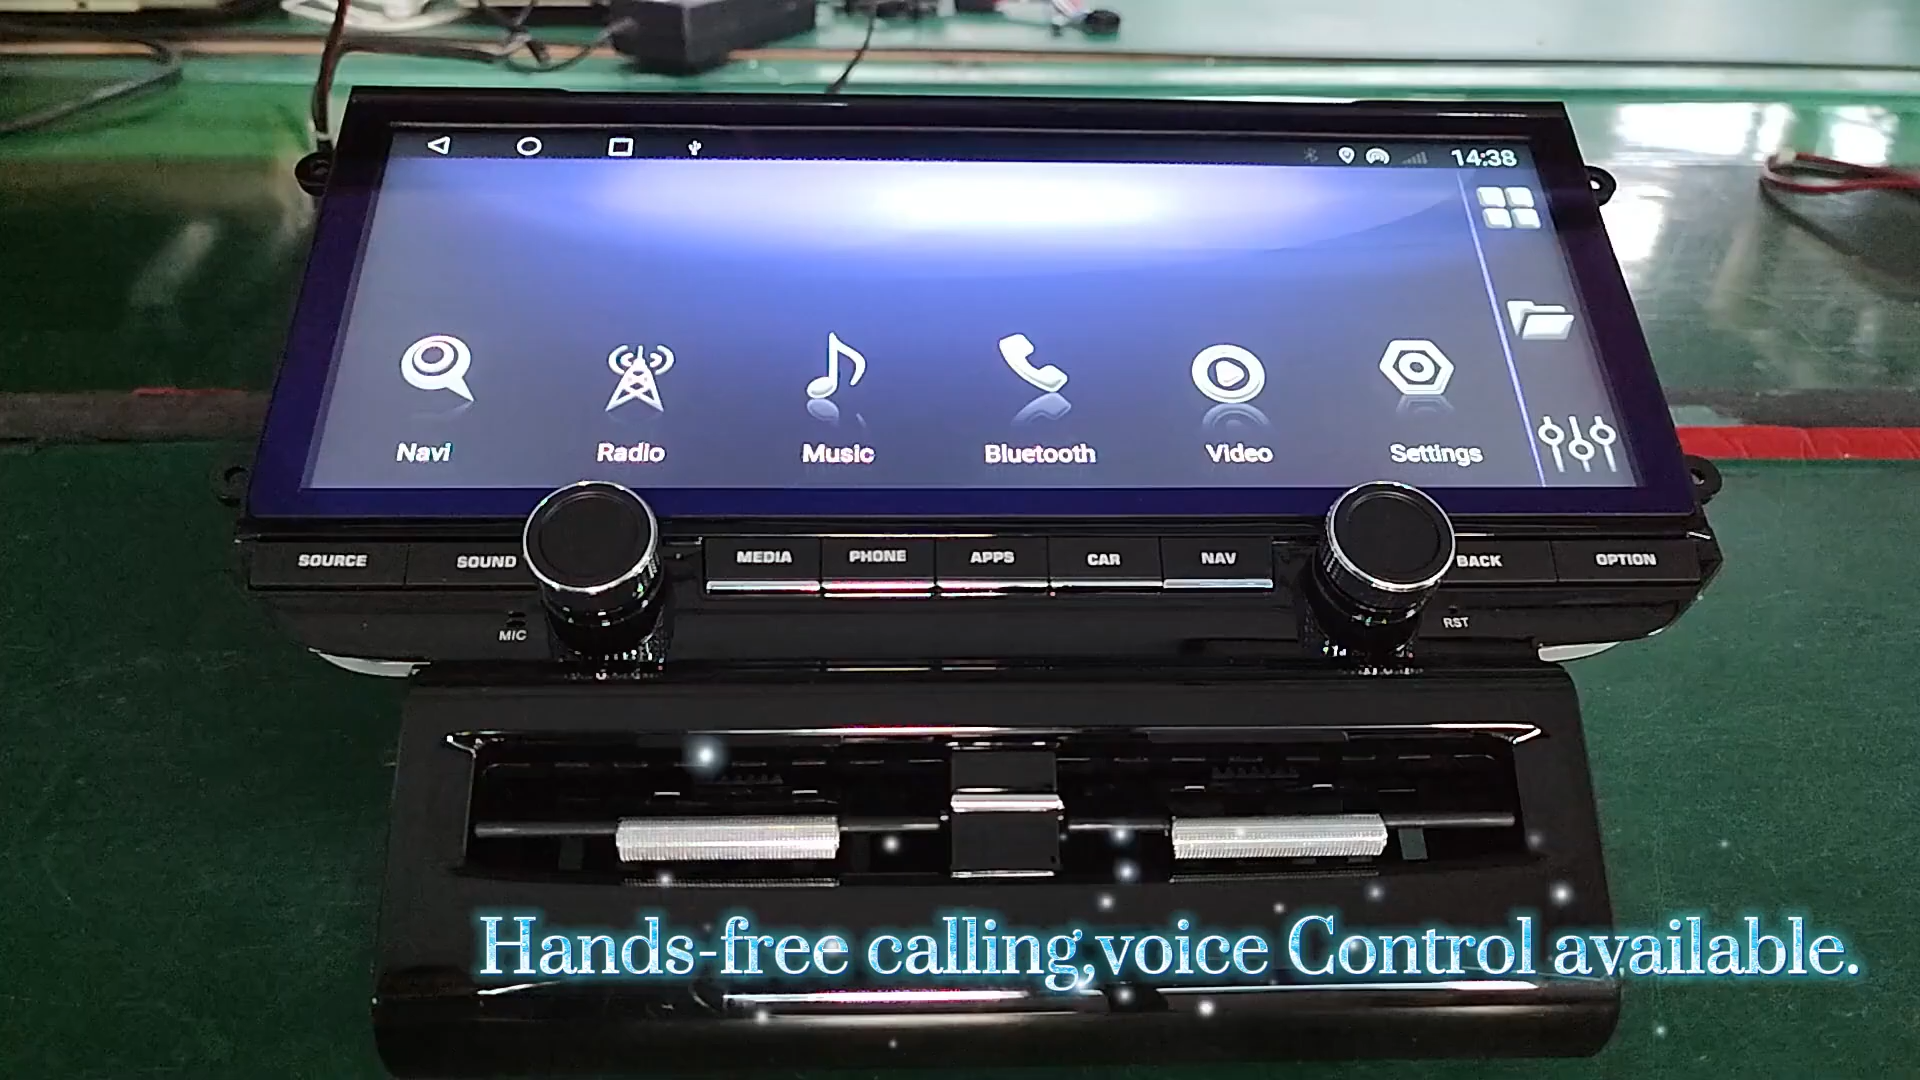 14:38
Navi
Radio
Music
Bluetooth
Video
Settings
SOURCE
SOUND
MEDIA
PHONE
APPS
CAR
NAV
BACK
OPTION
MIC
RST
Hands-free calling,voice Control available.